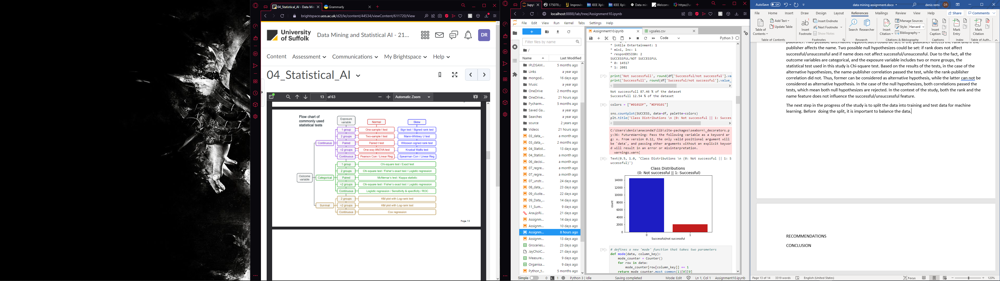 04_Statistical_AI - Data Min
Grammarly
brightspace.uos.ac.uk/d2l/le/content/44534/viewContent/611720/View
University
of Suffolk
Data Mining and Statistical AI - 21...
DR
Content
Assessment
Communications
My Brightspace
Help
04_Statistical_AI
13
of 63
Automatic Zoom
Flow chart of
commonly used
statistical tests
Exposure
variable
Normal
Skew
1 group
One-sample t test
Sign test / Signed rank test
2 groups
Two-sample t test
Mann-Whitney U test
Continuous
Paired
Paired t test
Wilcoxon signed rank test
>2 groups
One-way ANOVA test
Kruskal Wallis test
Continuous
Pearson Corr / Linear Reg
Spearman Corr / Linear Reg
1 group
Chi-square test / Exact test
2 groups
Chi-square test / Fisher's exact test / Logistic regression
Outcome
variable
Categorical
Paired
McNemar's test / Kappa statistic
>2 groups
Chi-square test / Fisher's exact test / Logistic regression
Continuous
Logistic regression / Sensitivity & specificity / ROC
2 groups
KM plot with Log-rank test
Survival
>2 groups
KM plot with Log-rank test
Continuous
Cox regression
Page 13
Jupyt
175078.p
Improvin
IEEE Xplo
IEEE Xplo
Data min
Welcome
https://u
localhost:8888/lab/tree/Assignment10.ipynb
File
Edit
View
Run
Kernel
Tabs
Settings
Help
Filter files by name
/
Name
Last Modified
IPLDSAM... 5 months ago
Links a year ago
mongod... 16 days ago
Music a year ago
OneDrive 2 months ago
OneDrive... 21 hours ago
Pycharm... 5 months ago
Saved Ga... a year ago
Searches a year ago
source 2 years ago
Videos 21 hours ago
03_data_... a month ago
03_data_... 2 months ago
04_Statist... 13 days ago
04_Statist... a month ago
06_decisi... a month ago
07_regre... a month ago
07_regre... a month ago
07_unstr... 24 days ago
08_data_... 23 days ago
09_cluste... 22 days ago
09_Data_... 14 days ago
11_Sum... 9 days ago
AraujoRi... 21 days ago
Assignm... 14 days ago
Assignm... 10 days ago
Assignm... 8 hours ago
Assignm... 13 days ago
Groceries... 23 days ago
JayChoiC... 21 days ago
Measure... 9 days ago
Organisa... 9 days ago
Python_t... 5 months ago
Assignment10.ipynb
vgsales.csv
Code
Python 3
* inXile Entertainment: 1
* mixi, Inc: 1
* responDESIGN: 2
SUCCESSFUL/NOT SUCCESSFUL
* 0: 14517
* 1: 2081
[7]: print('Not successfull', round(df['Successful/not successful'].va
print('Successfull', round(df['Successful/not successful'].value_
Not successfull 87.46 % of the dataset
Successfull 12.54 % of the dataset
[8]: colors = ["#0101DF", "#DF0101"]
sns.countplot(SUCCESS, data=df, palette=colors)
plt.title('Class Distributions \n (0: Not successful || 1: Succes
C:\Users\denis\anaconda3\lib\site-packages\seaborn\_decorators.p
y:36: FutureWarning: Pass the following variable as a keyword ar
g: x. From version 0.12, the only valid positional argument will
be `data`, and passing other arguments without an explicit keywor
d will result in an error or misinterpretation.
warnings.warn(
[8]: Text(0.5, 1.0, 'Class Distributions \n (0: Not successful || 1: S
uccessful)')
Class Distributions
(0: Not successful || 1: Successful)
14000
12000
10000
8000
6000
4000
2000
0
count
0
1
Successful/not successful
[9]: # defines a new 'mode' function that takes two parameters
def mode(data, column_key):
mode_counter = Counter()
for row in data:
mode_counter[row[column_key]] += 1
return mode_counter.most_common(1)[0][0]
Simple
0
1
Python 3 | Idle
Saving completed
Mode: Edit
Ln 1, Col 1
Assignment10.ipynb
AutoSave
Off
data mining assignment.docx
denis remi
DR
File
Home
Insert
Draw
Design
Layout
References
Mailings
Review
View
Help
Share
Comments
Table of
Contents
Add Text
Update Table
Table of Contents
ab
Insert
Footnote
Insert Endnote
Next Footnote
Show Notes
Footnotes
Search
Researcher
Research
Insert
Citation
Manage Sources
Style: Harvard
Bibliography
Citations & Bibliography
Insert
Caption
Captions
Mark
Entry
Index
Mark
Citation
Table of Auth...
publisher affects the name. Two possible null hypothesizes could be set: if rank does not affect
successful/unsuccessful and if name does not affect successful/unsuccessful. Due to the fact, all the
outcome variables are categorical, and the exposure variable includes two or more groups, the
statistical test used in this study is Chi-square test. Based on the results of the tests, in the case of the
alternative hypothesizes, the name-publisher correlation passed the test, while the rank-publisher
correlation did not. Thus, former can be considered as alternative hypothesis, while the latter can not be
considered as alternative hypothesis. In the case of the null hypothesizes, both correlations passed the
tests, which mean both null hypothesizes are rejected. In the context of the study, both the rank and the
name feature does not influence the successful/unsuccessful feature.
The next step in the progress of the study is to split the data into training and test data for machine
learning. Before  doing the split, it is important to balance the data.
RECOMMENDATIONS
CONCLUSION
Page 13 of 14
3319 words
English (United States)
Focus
120%